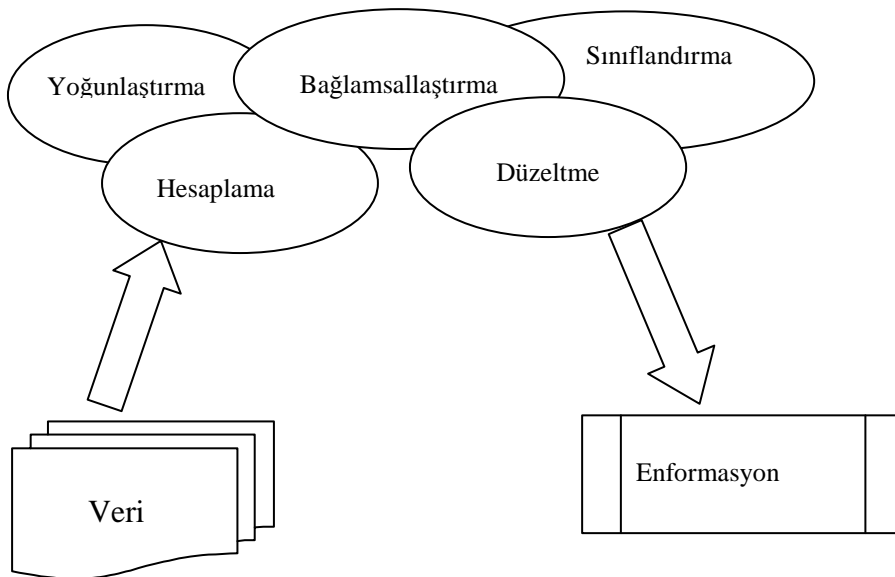 Sınıflandırma
Yoğunlaştırma
Bağlamsallaştırma
Hesaplama
Düzeltme
Enformasyon
Veri